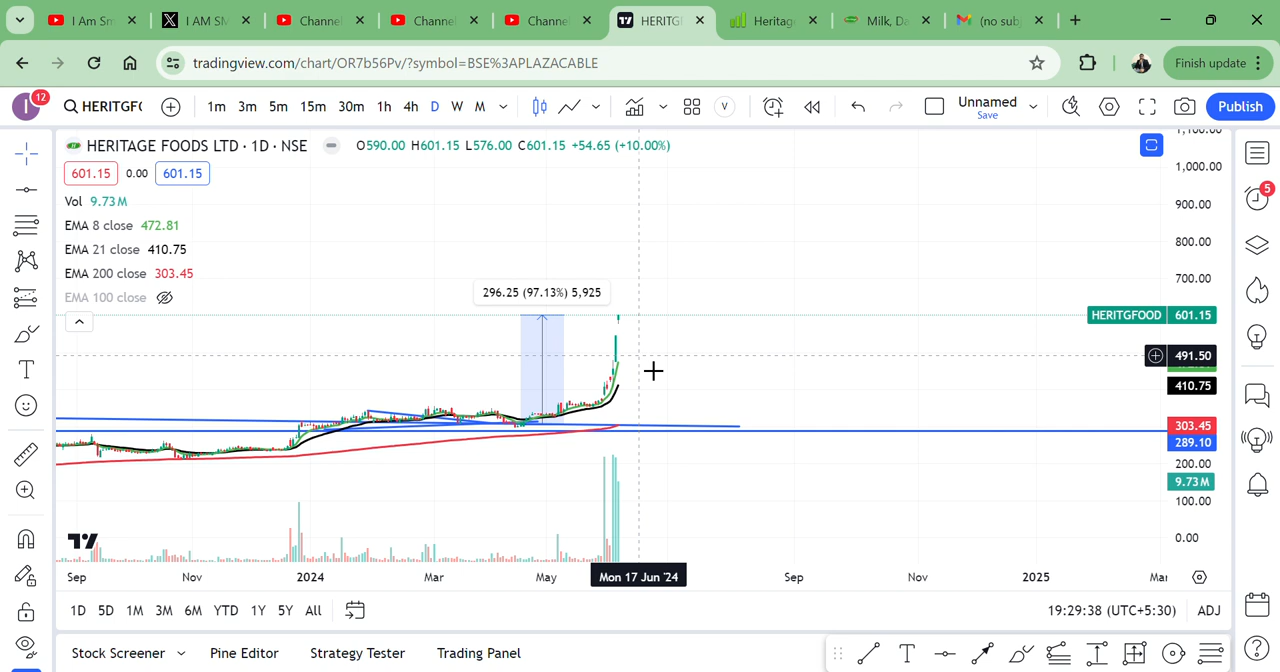 I Am Sm
I AM SM
Channel
Channel
Channel
HERITG
Heritage
Milk, Da
(no sub
tradingview.com/chart/OR7b56Pv/?symbol=BSE%3APLAZACABLE
Finish update
I
12
HERITGF
1m 3m 5m 15m 30m 1h 4h D W M
V
Unnamed
Save
Publish
HERITAGE FOODS LTD · 1D · NSE
O590.00 H601.15 L576.00 C601.15 +54.65 (+10.00%)
601.15 0.00 601.15
Vol 9.73 M
EMA 8 close 472.81
EMA 21 close 410.75
EMA 200 close 303.45
EMA 100 close
296.25 (97.13%) 5,925
1,100.00
1,000.00
900.00
800.00
700.00
HERITGFOOD 601.15
491.50
410.75
303.45
289.10
200.00
100.00
9.73 M
0.00
5
Sep Nov 2024 Mar May Mon 17 Jun '24 Sep Nov 2025 Mar
1D 5D 1M 3M 6M YTD 1Y 5Y All
19:29:38 (UTC+5:30) ADJ
Stock Screener Pine Editor Strategy Tester Trading Panel